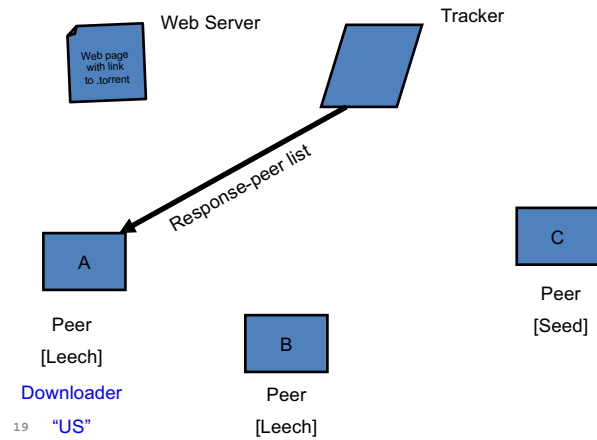 Web Server
Tracker
Web page
with link
to .torrent
Response-peer list
A
C
Peer
[Leech]
B
Peer
[Seed]
Downloader
“US”
Peer
[Leech]
19